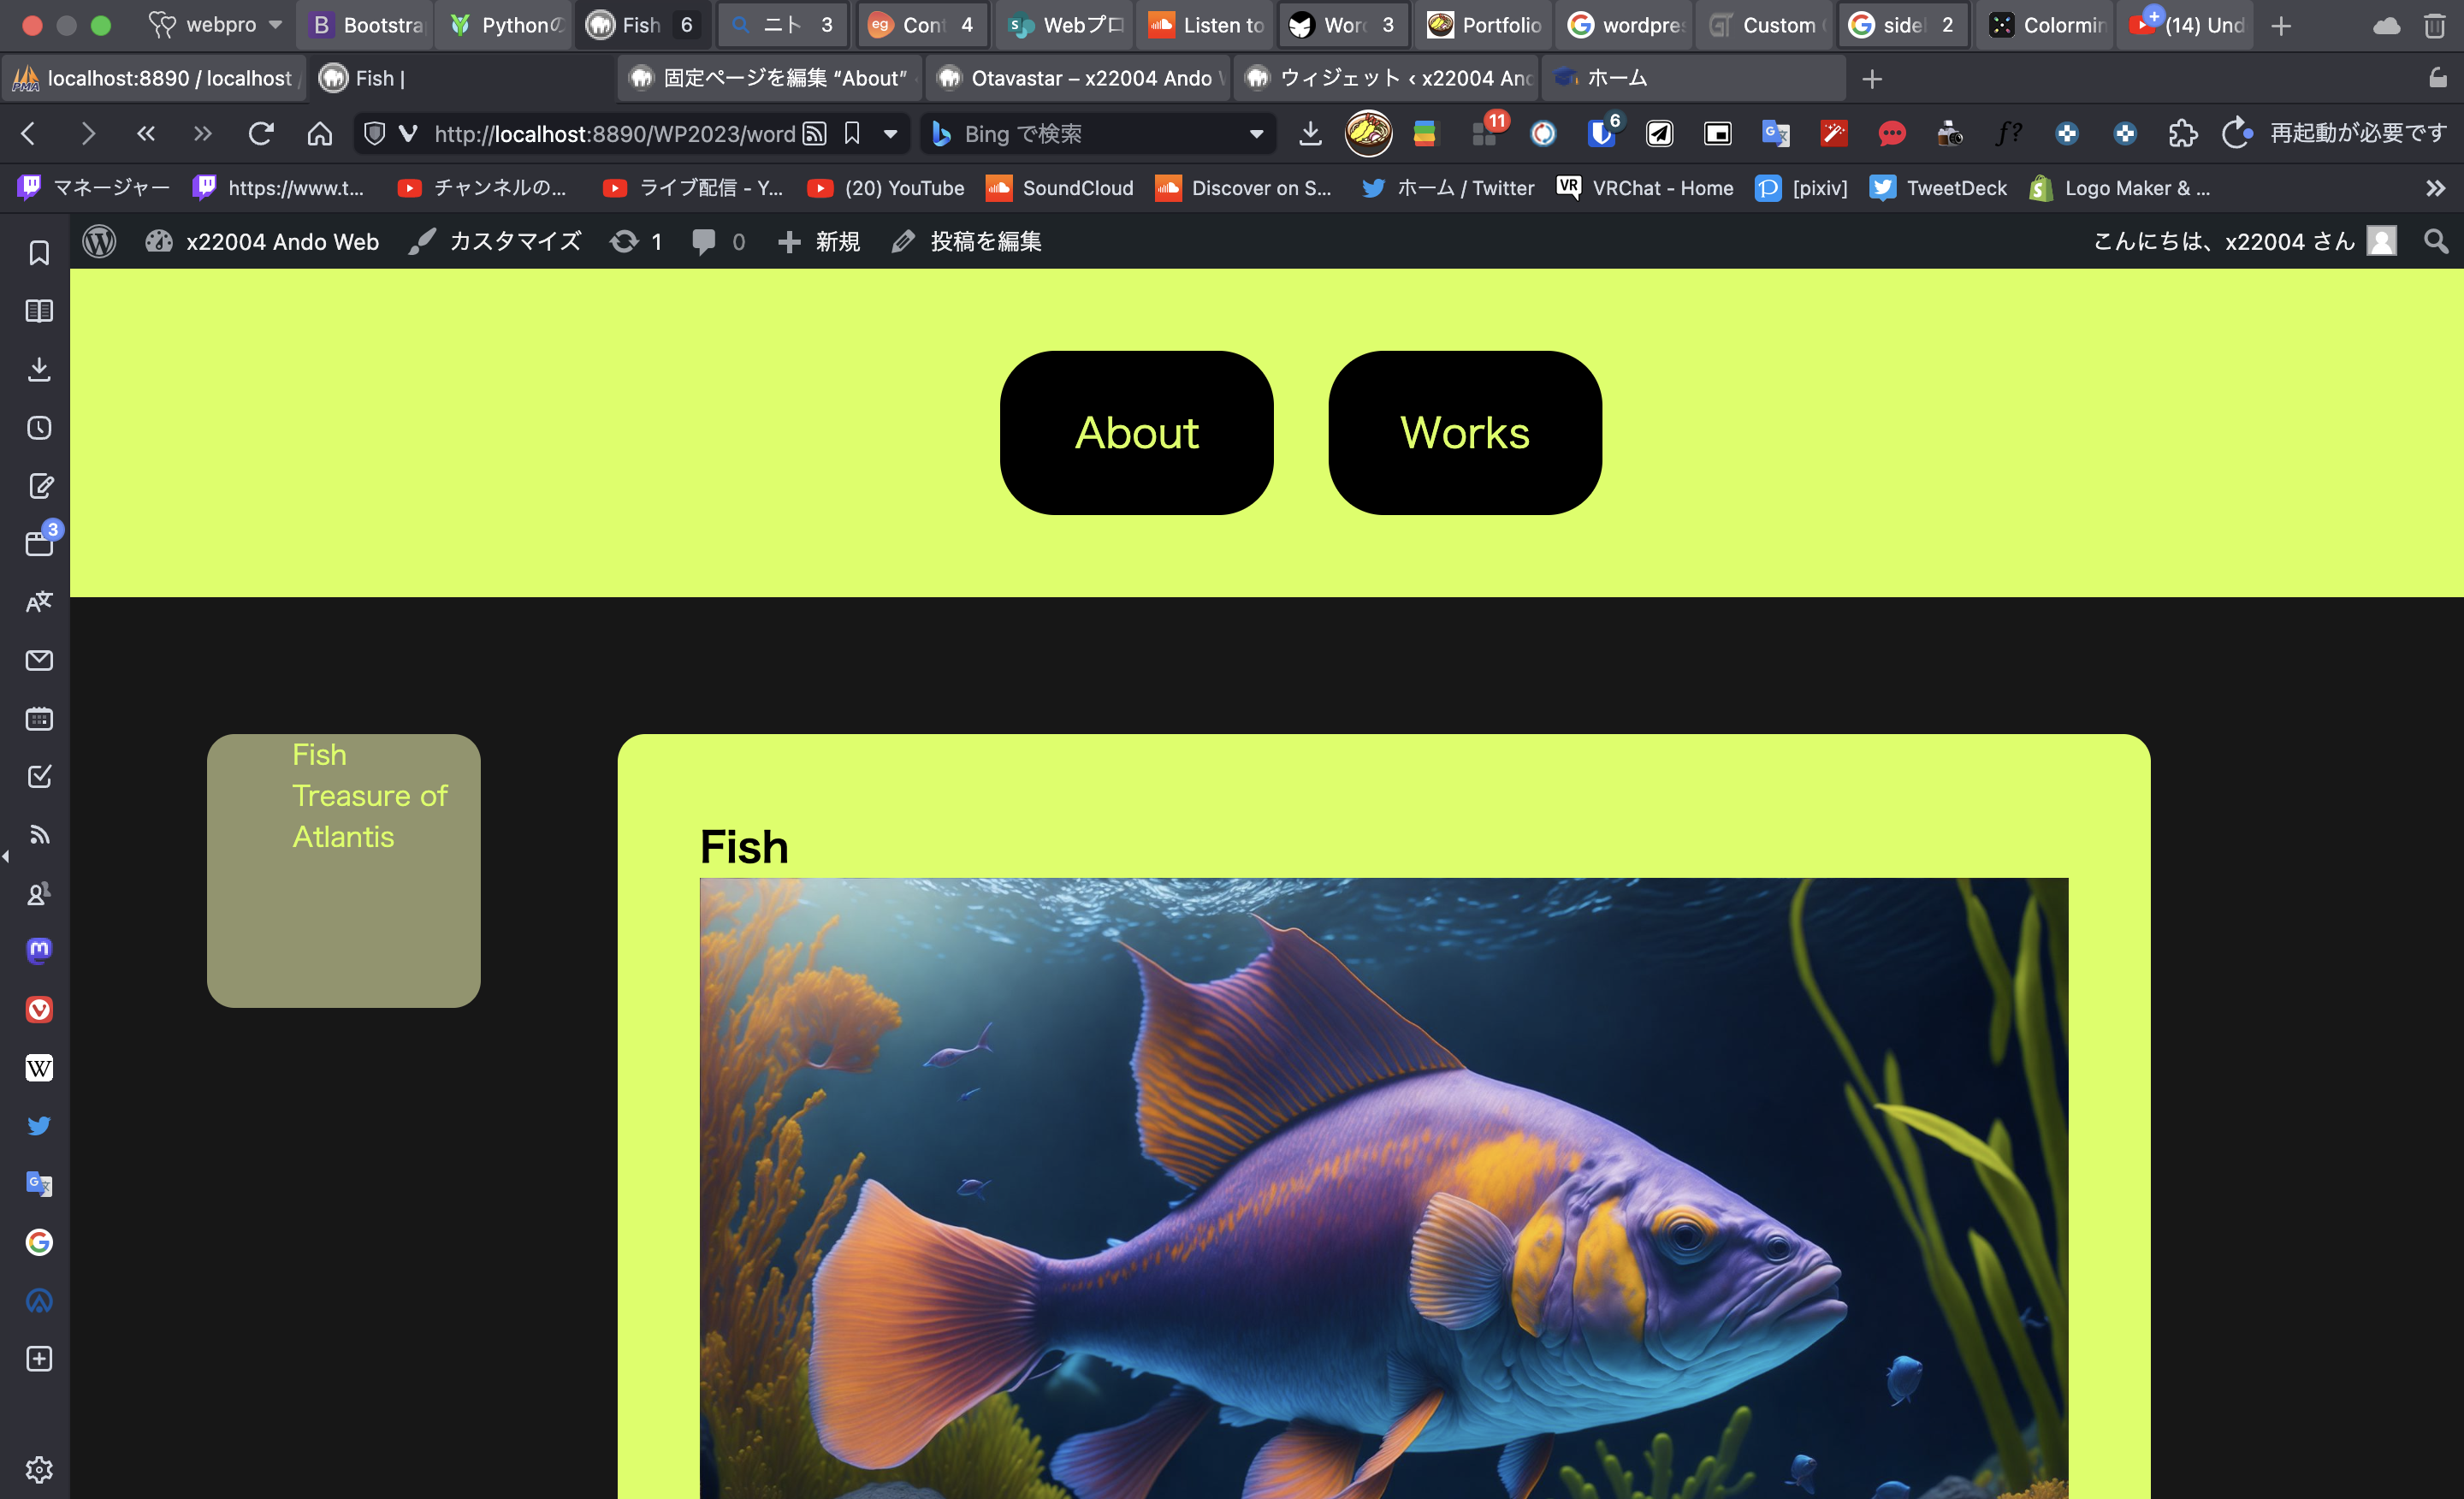 webpro
Bootstra
Pythonの
Fish 6
ニト 3
Con 4
Webプロ
Listen to
Wor 3
Portfolio
wordpres
Custom
side 2
Colormin
(14) Und
localhost:8890 / localhost /
Fish |
固定ページを編集 “About” ‹
Otavastar – x22004 Ando W
ウィジェット ‹ x22004 And
ホーム
http://localhost:8890/WP2023/word
Bing で検索
11
6
f?
再起動が必要です
マネージャー
https://www.t...
チャンネルの...
ライブ配信 - Y...
(20) YouTube
SoundCloud
Discover on S...
ホーム / Twitter
VRChat - Home
[pixiv]
TweetDeck
Logo Maker & ...
x22004 Ando Web
カスタマイズ
1
0
新規
投稿を編集
こんにちは、x22004 さん
3
About
Works
Fish
Treasure of
Atlantis
Fish